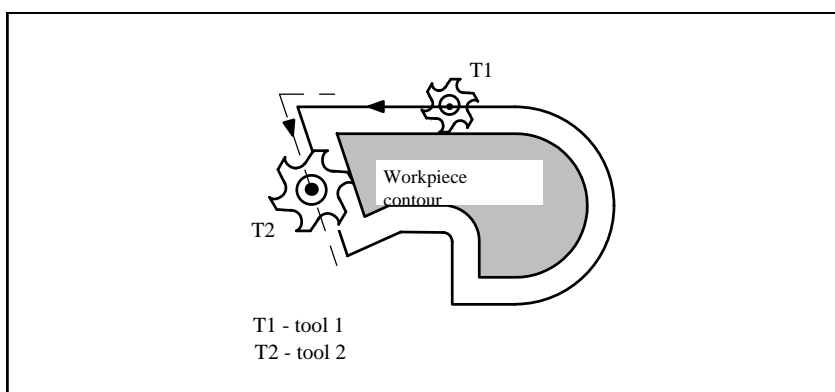 T1
Workpiece
contour
T2
T1 - tool 1
T2 - tool 2